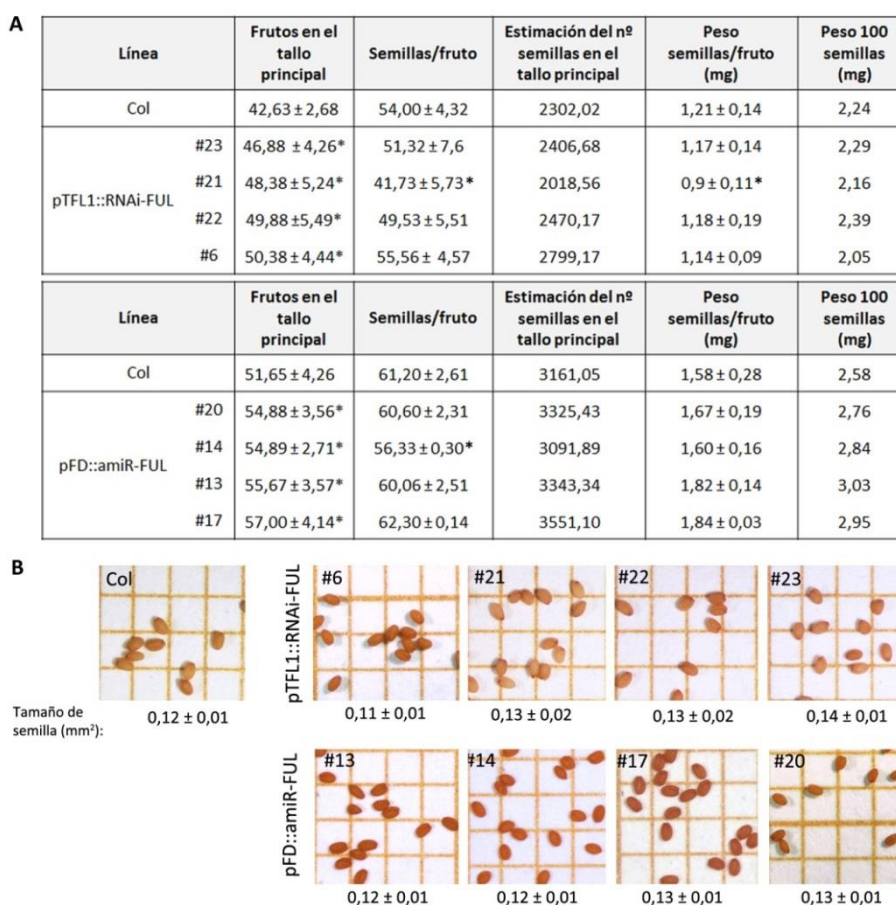 A
Línea Frutos en el tallo principal Semillas/fruto Estimación del nº semillas en el tallo principal Peso semillas/fruto (mg) Peso 100 semillas (mg)
Col 42,63±2,68 54,00±4,32 2302,02 1,21±0,14 2,24
pTFL1::RNAi-FUL
#23 46,88 ±4,26* 51,32±7,6 2406,68 1,17±0,14 2,29
#21 48,38±5,24* 41,73±5,73* 2018,56 0,9±0,11* 2,16
#22 49,88±5,49* 49,53±5,51 2470,17 1,18±0,19 2,39
#6 50,38±4,44* 55,56± 4,57 2799,17 1,14±0,09 2,05
Línea Frutos en el tallo principal Semillas/fruto Estimación del nº semillas en el tallo principal Peso semillas/fruto (mg) Peso 100 semillas (mg)
Col 51,65±4,26 61,20±2,61 3161,05 1,58±0,28 2,58
pFD::amiR-FUL
#20 54,88±3,56* 60,60±2,31 3325,43 1,67±0,19 2,76
#14 54,89±2,71* 56,33±0,30* 3091,89 1,60±0,16 2,84
#13 55,67±3,57* 60,06±2,51 3343,34 1,82±0,14 3,03
#17 57,00±4,14* 62,30±0,14 3551,10 1,84±0,03 2,95
B
Col
pTFL1::RNAi-FUL
#6 #21 #22 #23
Tamaño de semilla (mm²):
0,12 ± 0,01 0,11 ± 0,01 0,13 ± 0,02 0,13 ± 0,02 0,14 ± 0,01
pFD::amiR-FUL
#13 #14 #17 #20
0,12 ± 0,01 0,12 ± 0,01 0,13 ± 0,01 0,13 ± 0,01